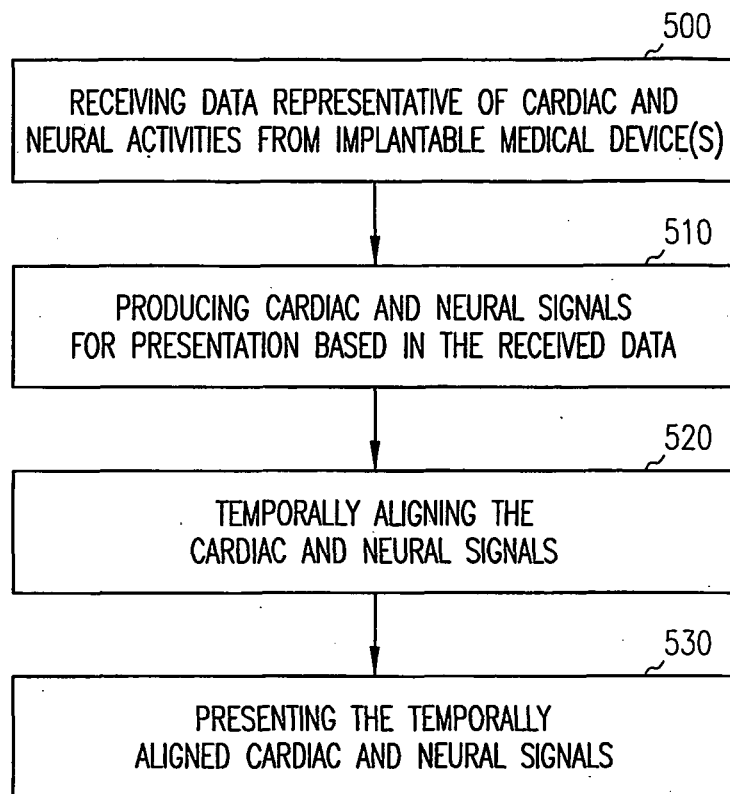 500
RECEIVING DATA REPRESENTATIVE OF CARDIAC AND
NEURAL ACTIVITIES FROM IMPLANTABLE MEDICAL DEVICE(S)
510
PRODUCING CARDIAC AND NEURAL SIGNALS
FOR PRESENTATION BASED IN THE RECEIVED DATA
520
TEMPORALLY ALIGNING THE
CARDIAC AND NEURAL SIGNALS
530
PRESENTING THE TEMPORALLY
ALIGNED CARDIAC AND NEURAL SIGNALS